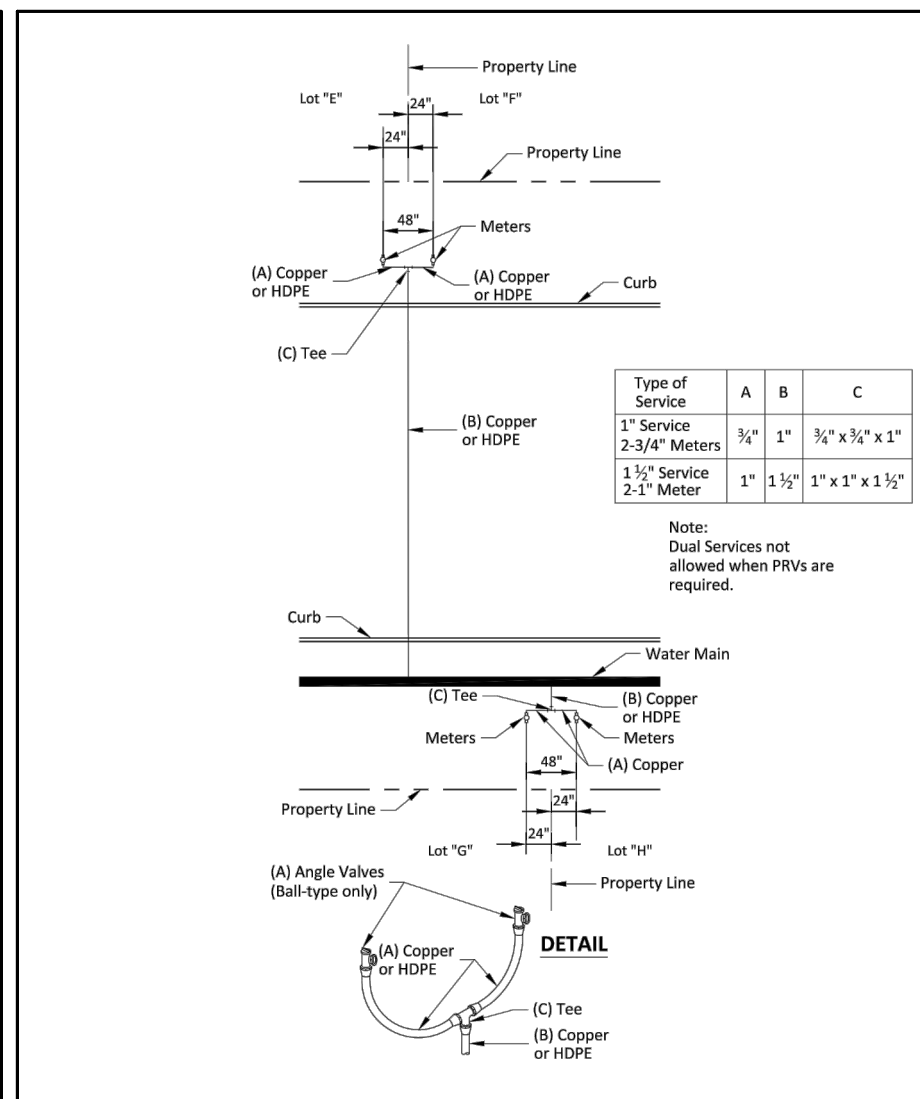 Property Line
Lot "E"
24"
Lot "F"
24"
Property Line
48"
Meters
(A) Copper
or HDPE
(A) Copper
or HDPE
Curb
(C) Tee
(B) Copper
or HDPE
Type of
Service
A
B
C
1" Service
2-3/4" Meters
¾"
1"
¾" x ¾" x 1"
1 ½" Service
2-1" Meter
1"
1 ½"
1" x 1" x 1 ½"
Note:
Dual Services not
allowed when PRVs are
required.
Curb
Water Main
(C) Tee
(B) Copper
or HDPE
Meters
Meters
48"
(A) Copper
Property Line
24"
24"
Lot "G"
Lot "H"
Property Line
(A) Angle Valves
(Ball-type only)
DETAIL
(A) Copper
or HDPE
(C) Tee
(B) Copper
or HDPE